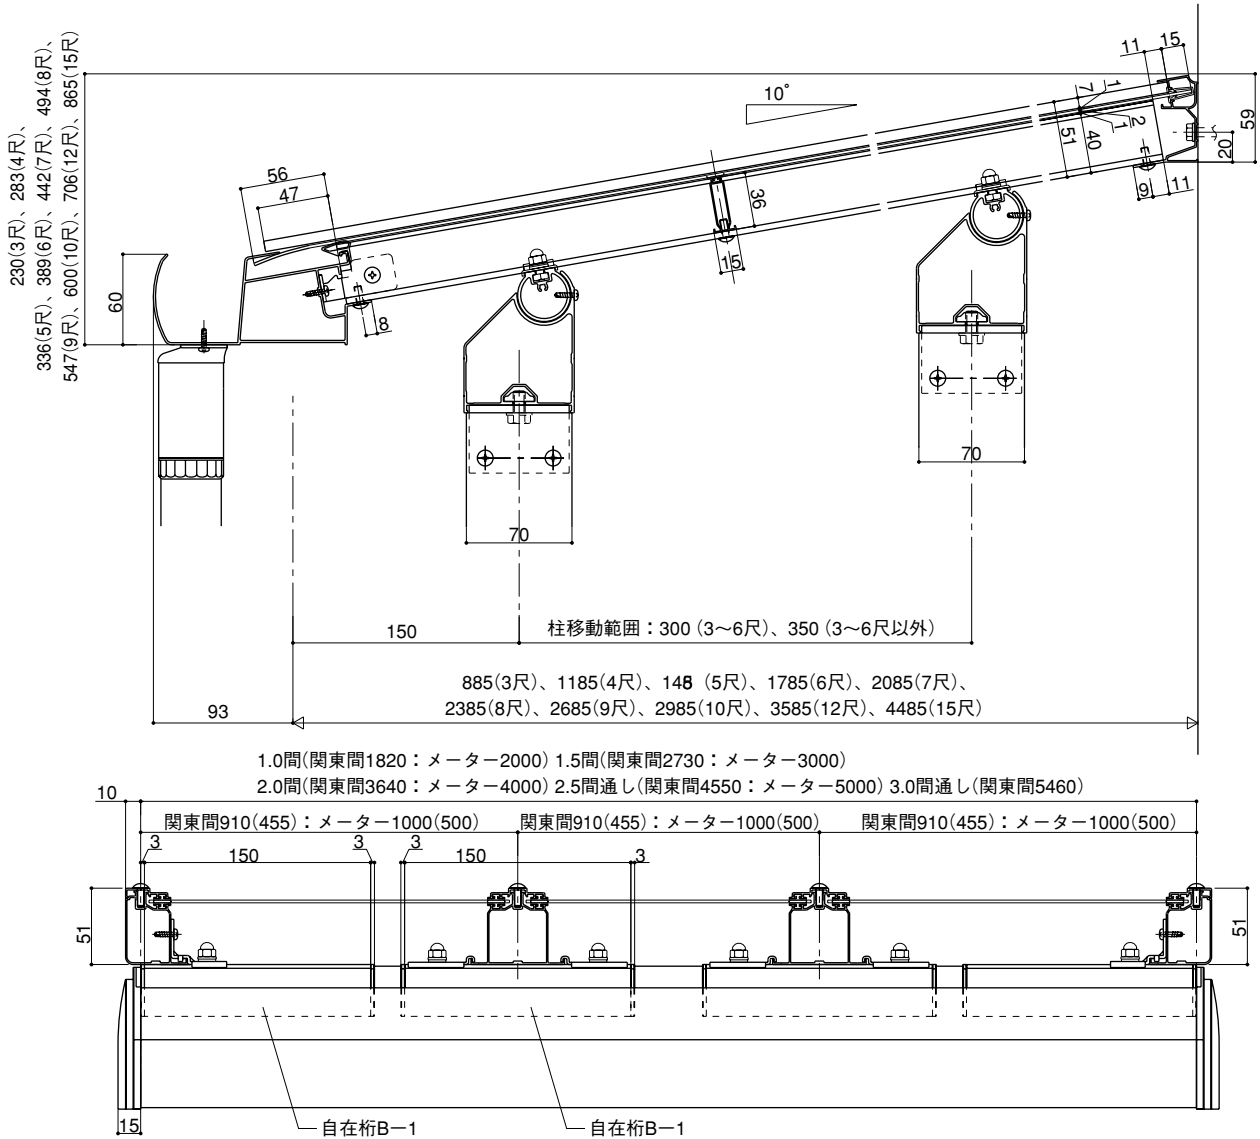 230(3尺)、283(4尺)、
336(5尺)、389(6尺)、442(7尺)、494(8尺)、
547(9尺)、600(10尺)、706(12尺)、865(15尺)
11
15
10°
7
1
59
2
1
51
40
20
56
47
36
9
11
15
60
8
70
70
150
柱移動範囲：300 (3〜6尺)、350 (3〜6尺以外)
885(3尺)、1185(4尺)、(5尺)、1785(6尺)、2085(7尺)、
2385(8尺)、2685(9尺)、2985(10尺)、3585(12尺)、4485(15尺)
93
1.0間(関東間1820：メーター2000) 1.5間(関東間2730：メーター3000)
2.0間(関東間3640：メーター4000) 2.5間通し(関東間4550：メーター5000) 3.0間通し(関東間5460)
10
関東間910(455)：メーター1000(500)
関東間910(455)：メーター1000(500)
関東間910(455)：メーター1000(500)
3
150
3
3
150
3
51
51
15
自在桁B−1
自在桁B−1